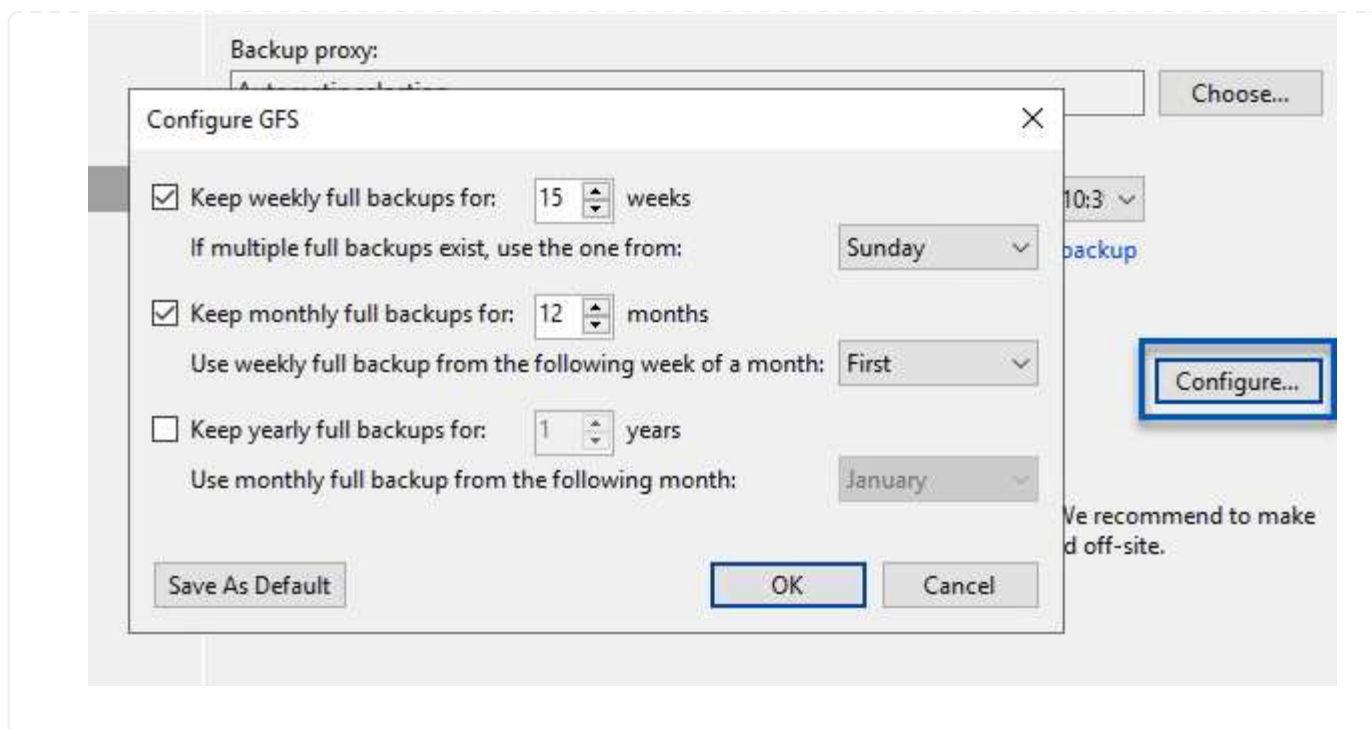 Backup proxy:
Choose...
Configure GFS
Keep weekly full backups for: 15 weeks
10:3
If multiple full backups exist, use the one from: Sunday
backup
Keep monthly full backups for: 12 months
Use weekly full backup from the following week of a month: First
Configure...
Keep yearly full backups for: 1 years
Use monthly full backup from the following month: January
We recommend to make
d off-site.
Save As Default OK Cancel